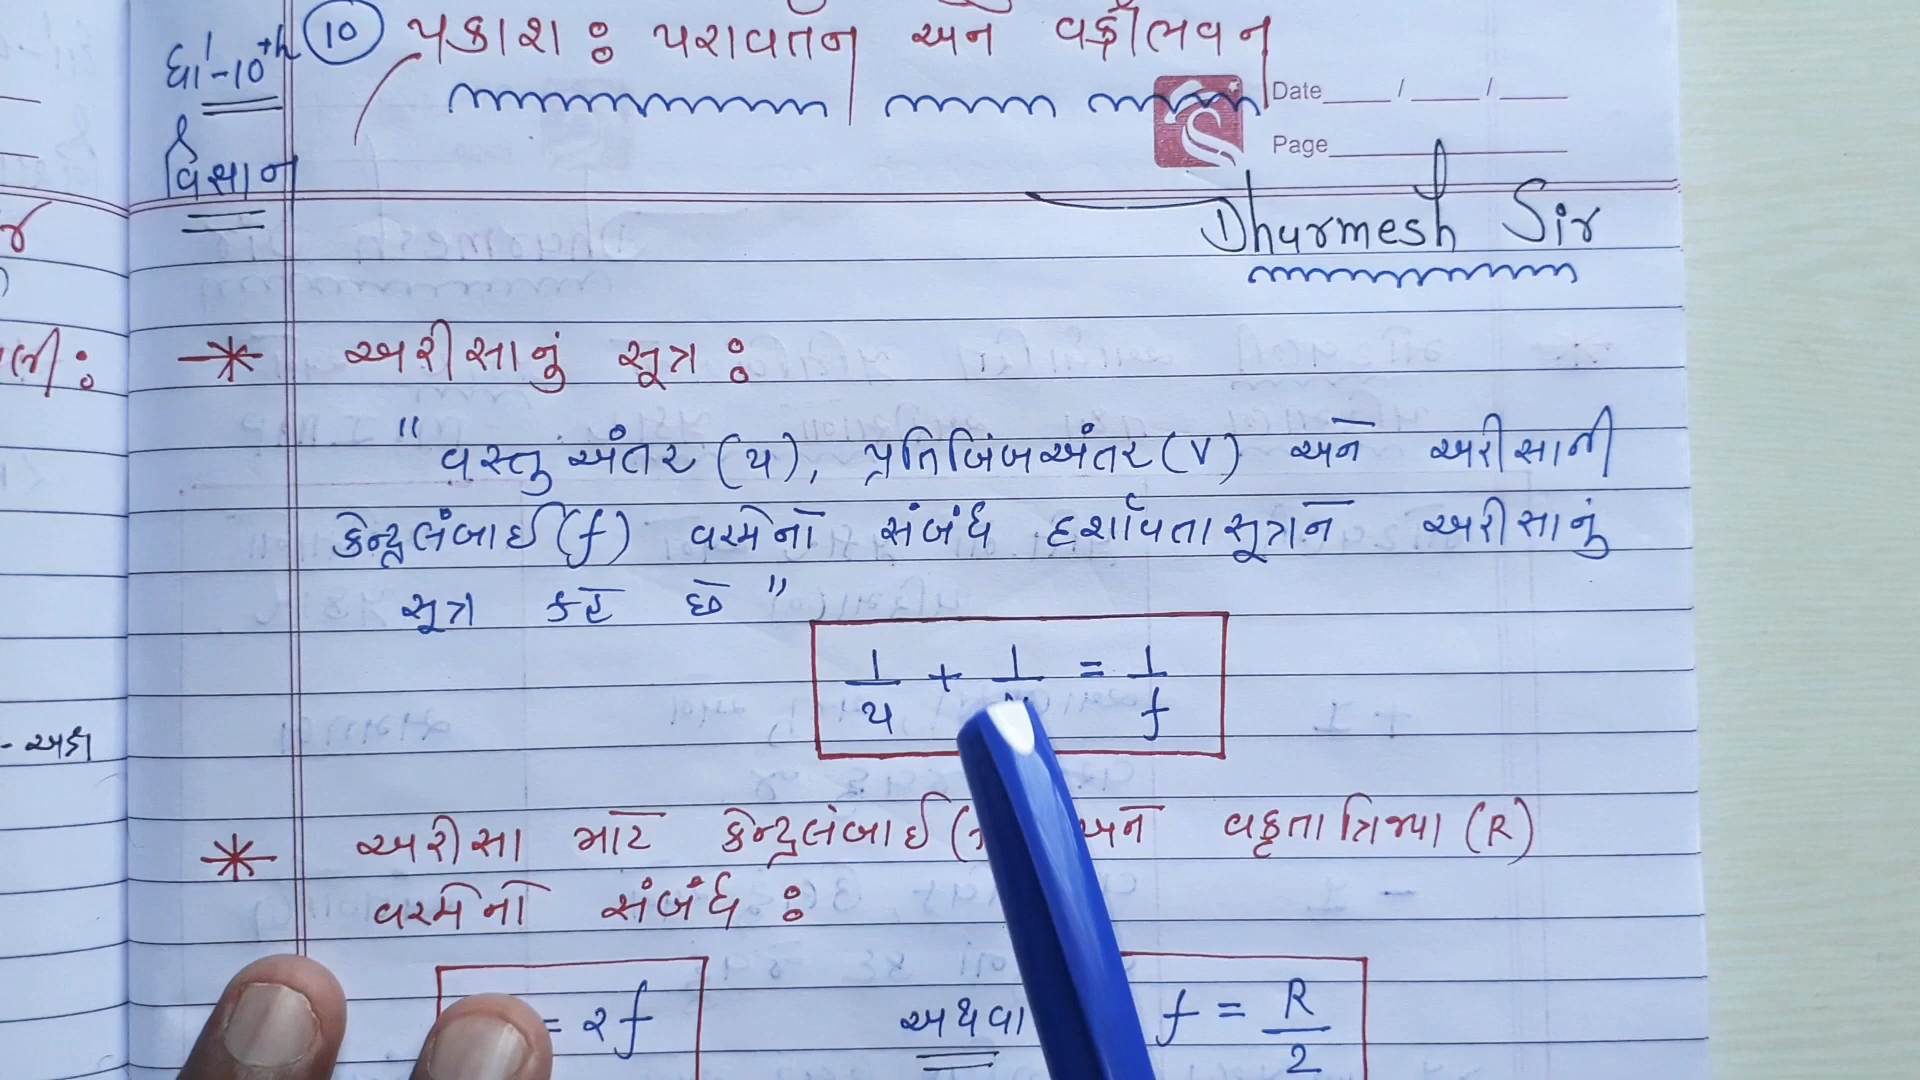 ધો-10th
વિજ્ઞાન
(10) પ્રકાશ : પરાવર્તન અને વક્રીભવન
Date / /
Page
Dharmesh Sir
* અરીસાનું સૂત્ર :
"વસ્તુઅંતર (u), પ્રતિબિંબઅંતર (v) અને અરીસાની
કેન્દ્રલંબાઈ (f) વચ્ચેનો સંબંધ દર્શાવતા સૂત્રને અરીસાનું
સૂત્ર કહે છે"
1/u + 1/ = 1/f
* અરીસા માટે કેન્દ્રલંબાઈ ( અને વક્રતાત્રિજ્યા (R)
વચ્ચેનો સંબંધ :
= 2f અથવા f = R/2